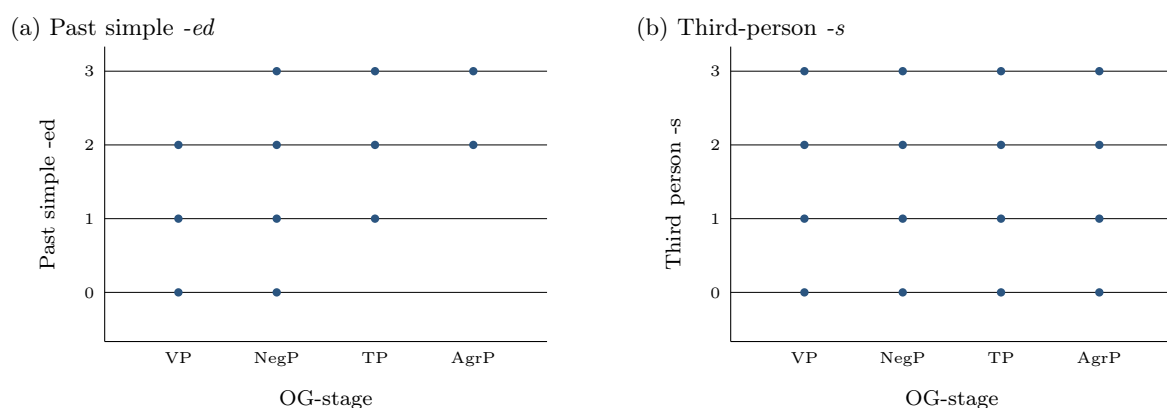 (a) Past simple -ed
3
2
1
0
Past simple -ed
VP NegP TP AgrP
OG-stage
(b) Third-person -s
3
2
1
0
Third person -s
VP NegP TP AgrP
OG-stage